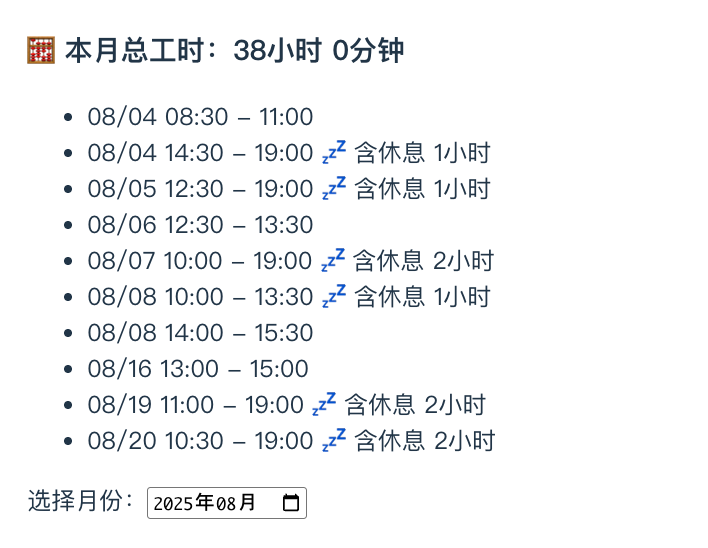 🧮 本月总工时：38小时 0分钟
08/04 08:30 – 11:00
08/04 14:30 – 19:00 💤 含休息 1小时
08/05 12:30 – 19:00 💤 含休息 1小时
08/06 12:30 – 13:30
08/07 10:00 – 19:00 💤 含休息 2小时
08/08 10:00 – 13:30 💤 含休息 1小时
08/08 14:00 – 15:30
08/16 13:00 – 15:00
08/19 11:00 – 19:00 💤 含休息 2小时
08/20 10:30 – 19:00 💤 含休息 2小时
选择月份： 2025年08月